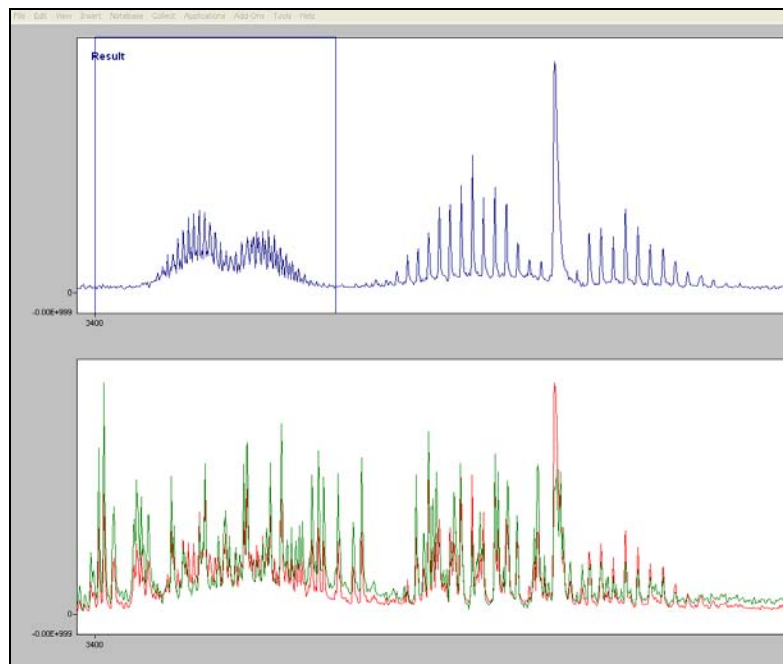 File Edit View Insert Notebase Collect Applications Add-Ons Tools Help
Result
0
-0.00E+999
3400
0
-0.00E+999
3400